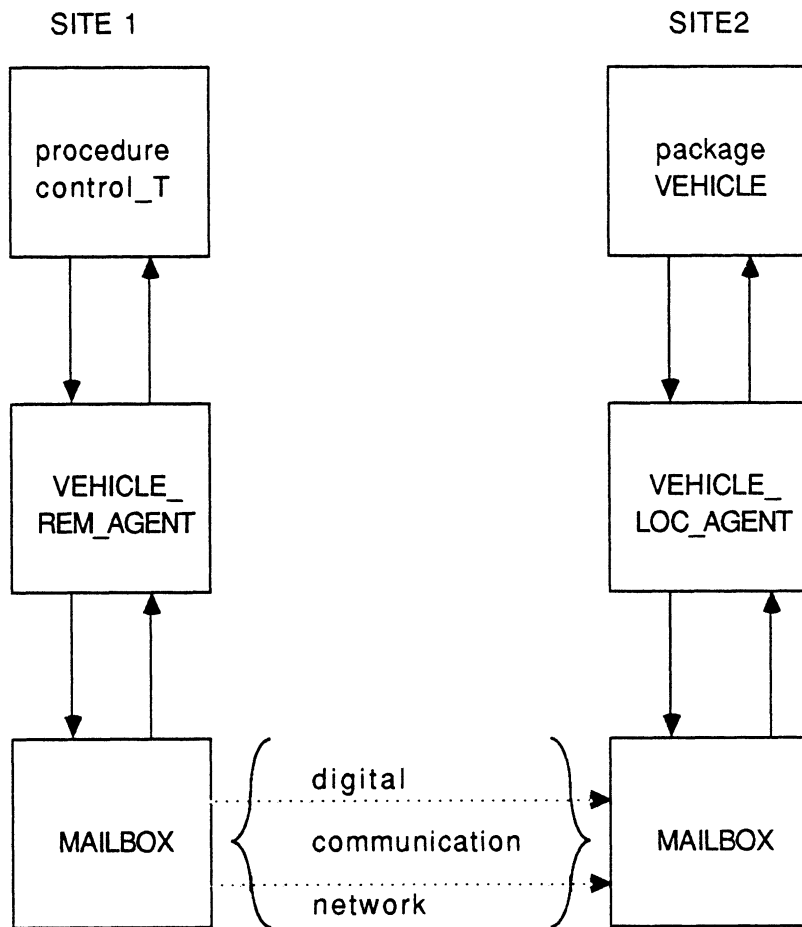 SITE 1
SITE2
procedure
control_T
package
VEHICLE
VEHICLE_
REM_AGENT
VEHICLE_
LOC_AGENT
MAILBOX
digital
communication
network
MAILBOX